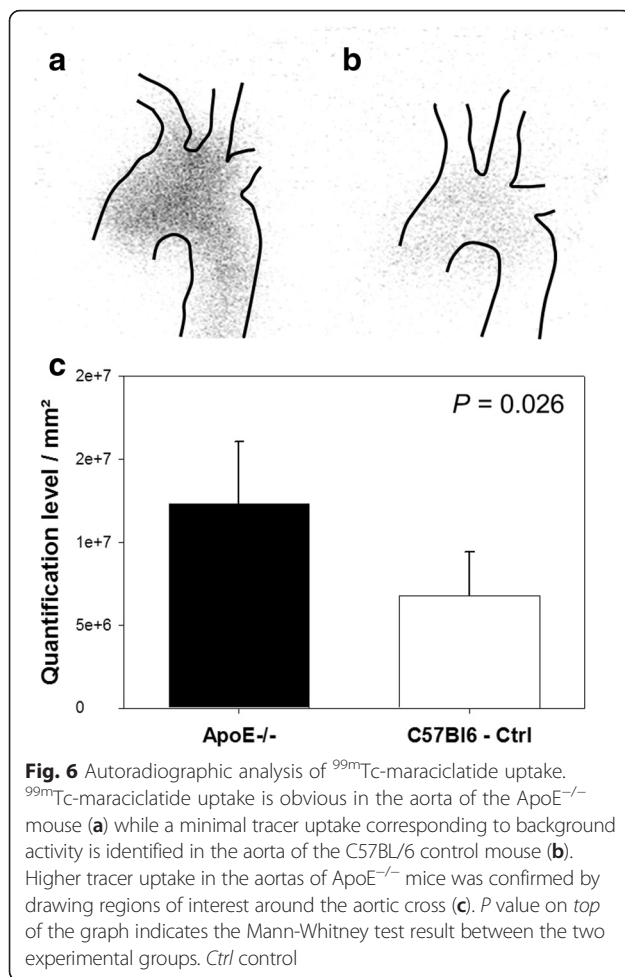 a
b
c
Quantification level / mm²
2e+7
2e+7
1e+7
5e+6
0
P = 0.026
ApoE-/-
C57Bl6 - Ctrl
Fig. 6 Autoradiographic analysis of ⁹⁹ᵐTc-maraciclatide uptake.
⁹⁹ᵐTc-maraciclatide uptake is obvious in the aorta of the ApoE⁻/⁻
mouse (a) while a minimal tracer uptake corresponding to background
activity is identified in the aorta of the C57BL/6 control mouse (b).
Higher tracer uptake in the aortas of ApoE⁻/⁻ mice was confirmed by
drawing regions of interest around the aortic cross (c). P value on top
of the graph indicates the Mann-Whitney test result between the two
experimental groups. Ctrl control